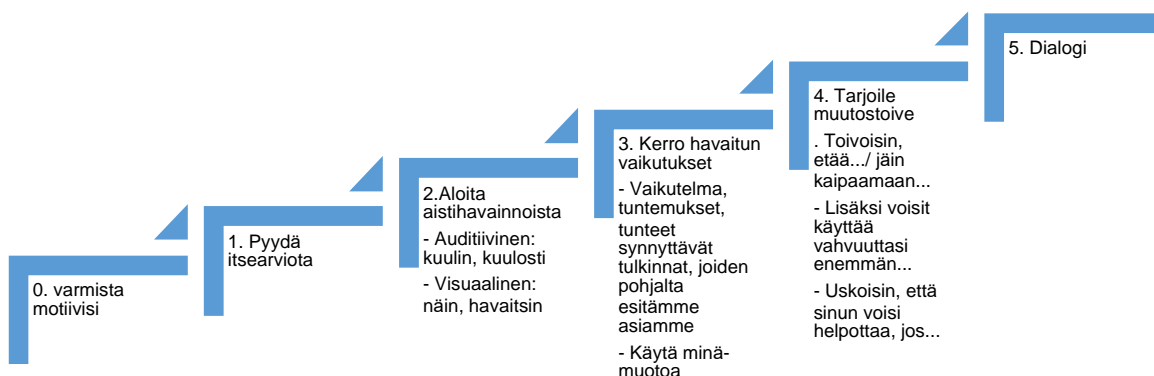 0. varmista
motiivisi
1. Pyydä
itsearviota
2.Aloita
aistihavainnoista
- Auditiivinen:
kuulin, kuulosti
- Visuaalinen:
näin, havaitsin
3. Kerro havaitun
vaikutukset
- Vaikutelma,
tuntemukset,
tunteet
synnyttävät
tulkinnat, joiden
pohjalta
esitämme
asiamme
- Käytä minä-
muotoa
4. Tarjoile
muutostoive
. Toivoisin,
etää.../ jäin
kaipaamaan...
- Lisäksi voisit
käyttää
vahvuuttasi
enemmän...
- Uskoisin, että
sinun voisi
helpottaa, jos...
5. Dialogi